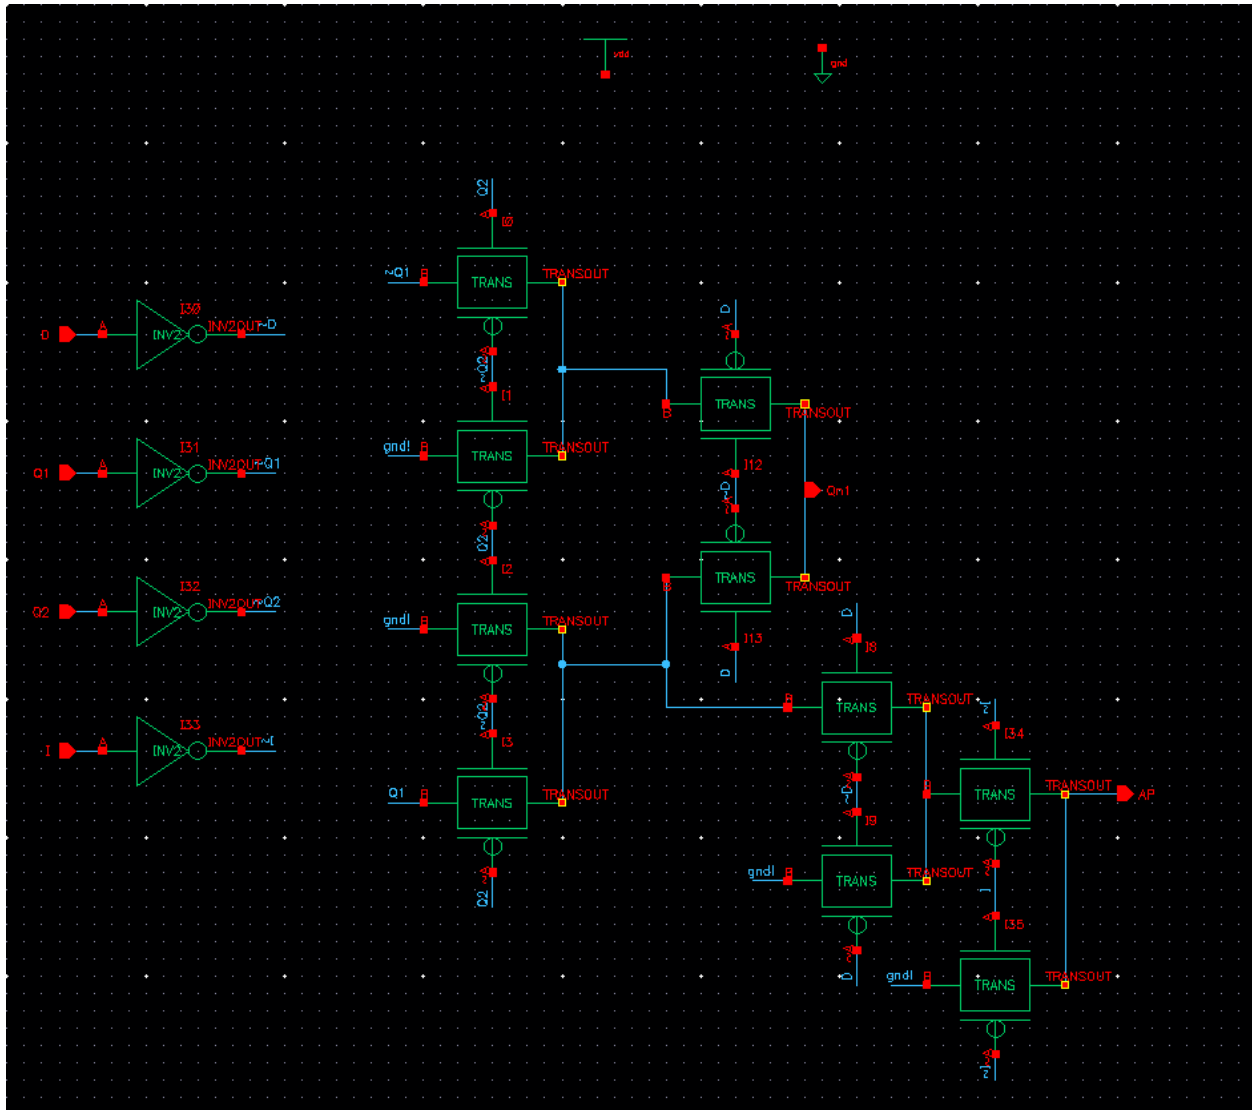 vdd
gnd
Q2
A
I0
~Q1
B
TRANS
TRANSOUT
~A
~Q2
A
I1
gnd!
B
TRANS
TRANSOUT
~A
Q2
A
I2
gnd!
B
TRANS
TRANSOUT
~A
~Q2
A
I3
Q1
B
TRANS
TRANSOUT
~A
Q2
D
A
INV2
I30
INV2OUT
~D
Q1
A
INV2
I31
INV2OUT
~Q1
Q2
A
INV2
I32
INV2OUT
~Q2
I
A
INV2
I33
INV2OUT
~I
D
~A
B
TRANS
TRANSOUT
I12
A
~D
~A
Qn1
B
TRANS
TRANSOUT
A
I13
D
D
A
I8
B
TRANS
TRANSOUT
~A
~D
A
I9
gnd!
B
TRANS
TRANSOUT
~A
D
~I
A
I34
B
TRANS
TRANSOUT
AP
~A
I
A
I35
gnd!
B
TRANS
TRANSOUT
~A
~I